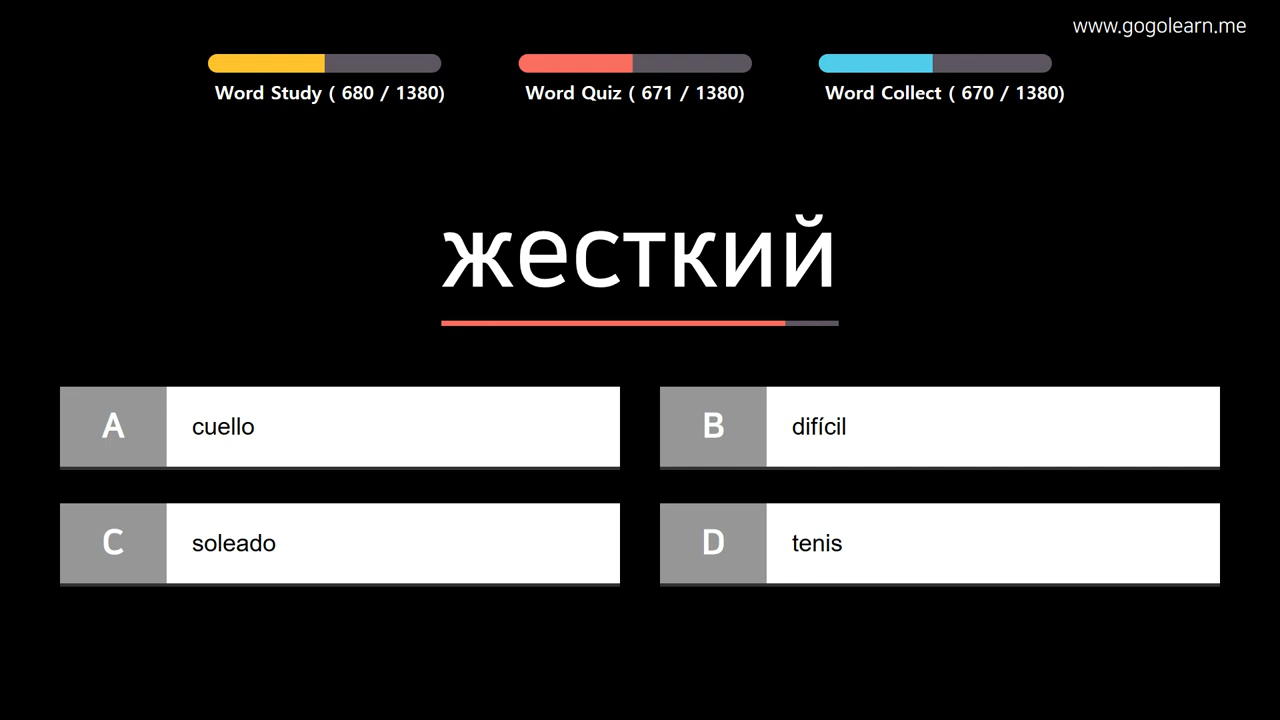 www.gogolearn.me
Word Study ( 680 / 1380)
Word Quiz ( 671 / 1380)
Word Collect ( 670 / 1380)
жесткий
A cuello
B difícil
C soleado
D tenis